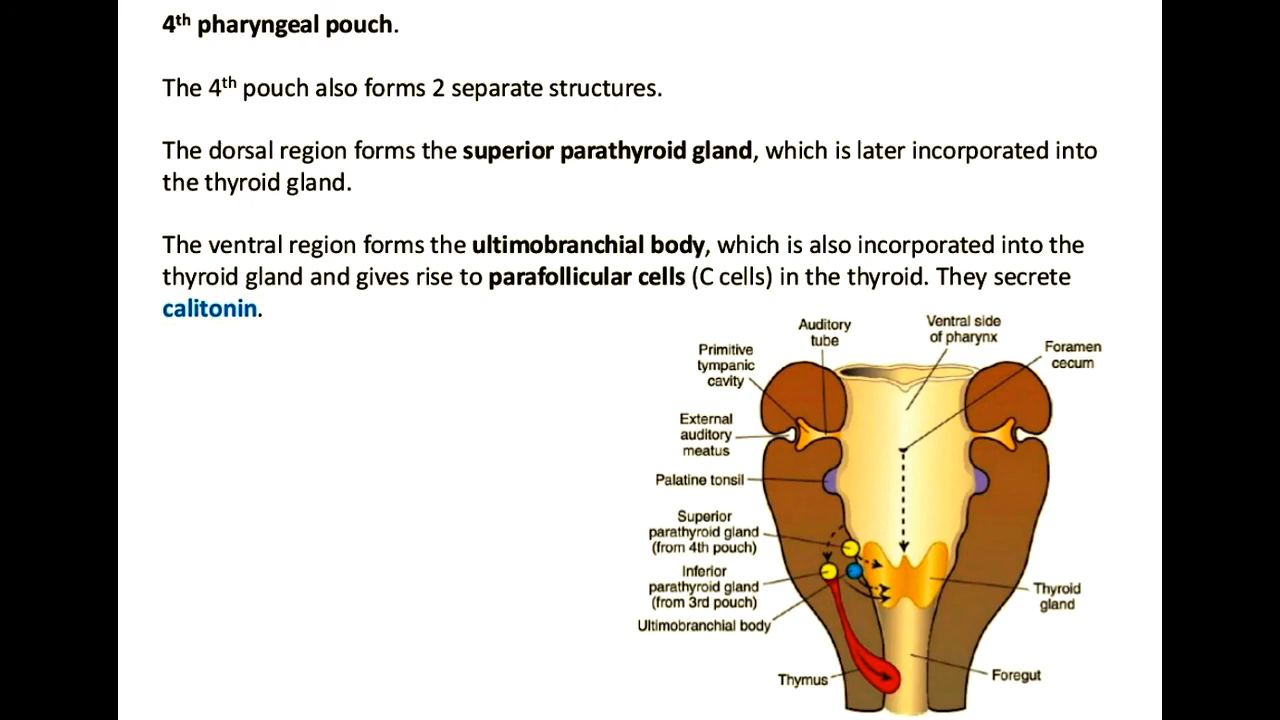 4th pharyngeal pouch.
The 4th pouch also forms 2 separate structures.
The dorsal region forms the superior parathyroid gland, which is later incorporated into
the thyroid gland.
The ventral region forms the ultimobranchial body, which is also incorporated into the
thyroid gland and gives rise to parafollicular cells (C cells) in the thyroid. They secrete
calitonin.
Auditory
tube
Ventral side
of pharynx
Foramen
cecum
Primitive
tympanic
cavity
External
auditory
meatus
Palatine tonsil
Superior
parathyroid gland
(from 4th pouch)
Inferior
parathyroid gland
(from 3rd pouch)
Ultimobranchial body
Thymus
Thyroid
gland
Foregut